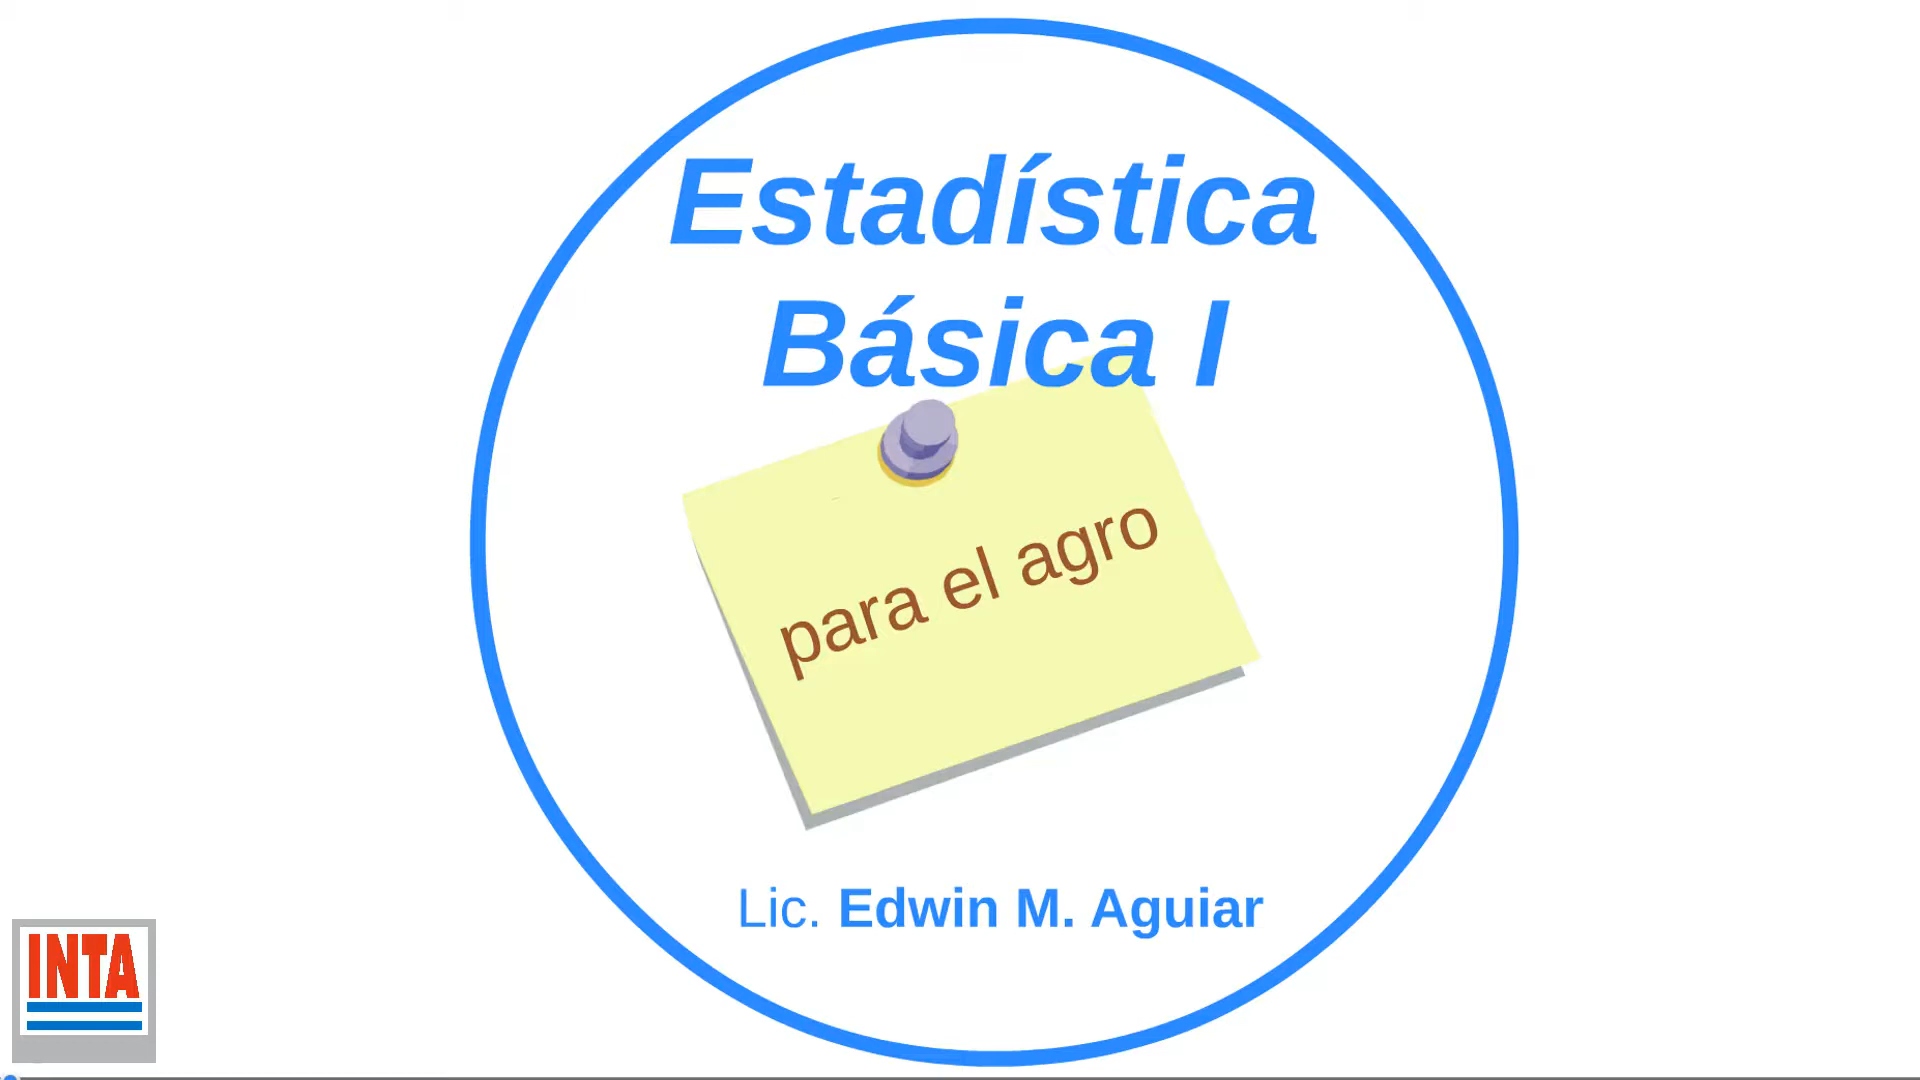 Estadística
Básica I
para el agro
Lic. Edwin M. Aguiar
INTA